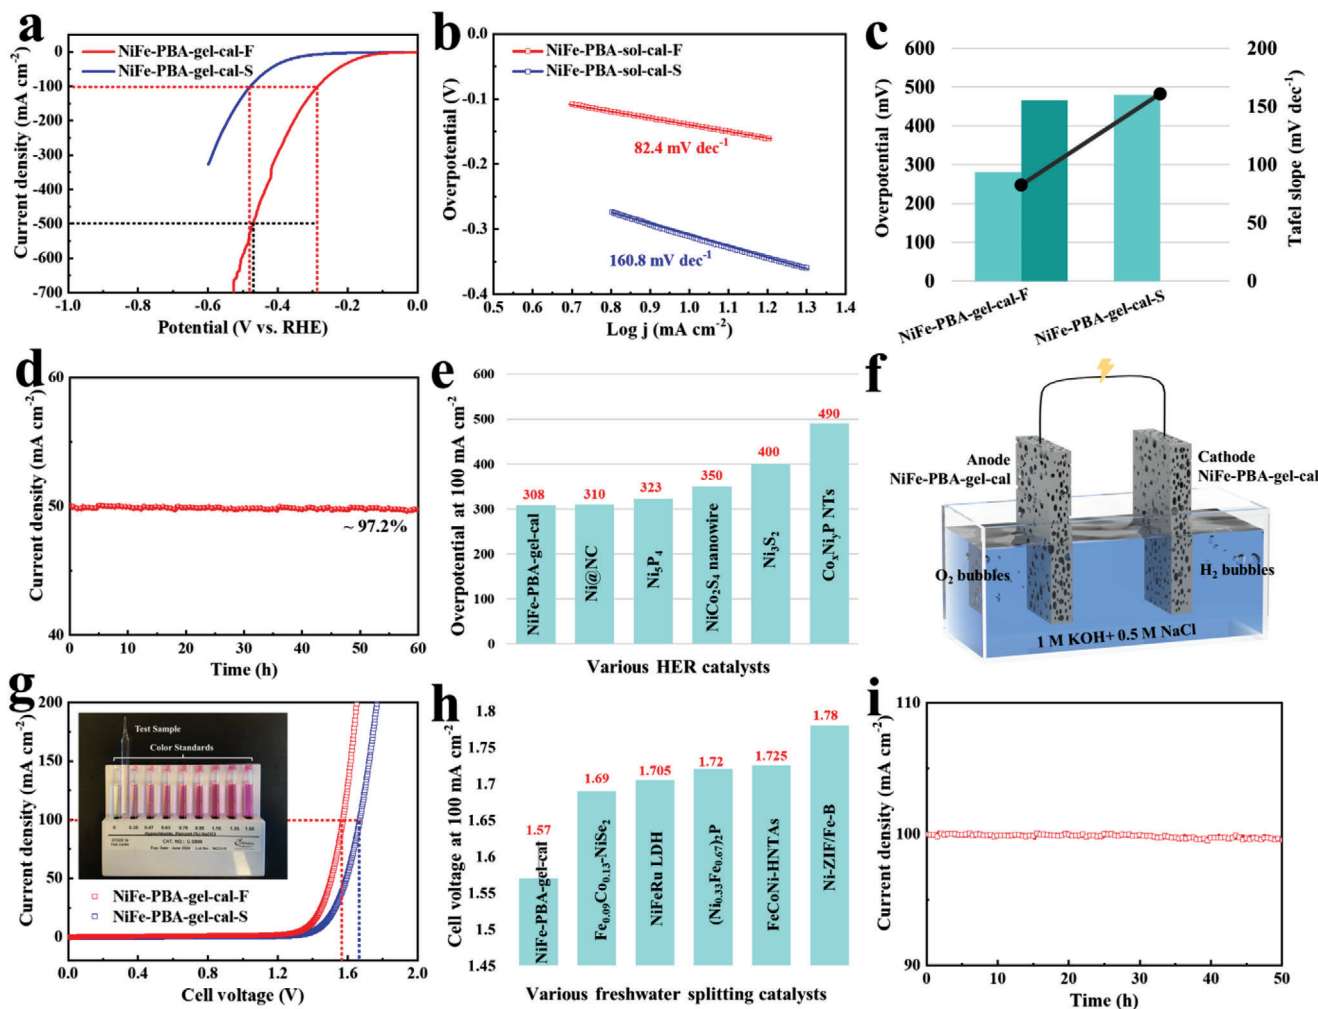 a
NiFe-PBA-gel-cal-F
NiFe-PBA-gel-cal-S
0
-100
-200
-300
-400
-500
-600
-700
-1.0 -0.8 -0.6 -0.4 -0.2 0.0
Current density (mA cm-2)
Potential (V vs. RHE)
b
NiFe-PBA-sol-cal-F
NiFe-PBA-sol-cal-S
0.0
-0.1
-0.2
-0.3
-0.4
82.4 mV dec-1
160.8 mV dec-1
0.5 0.6 0.7 0.8 0.9 1.0 1.1 1.2 1.3 1.4
Overpotential (V)
Log j (mA cm-2)
c
600
500
400
300
200
100
0
200
150
100
50
0
Overpotential (mV)
Tafel slope (mV dec-1)
NiFe-PBA-gel-cal-F
NiFe-PBA-gel-cal-S
d
60
50
40
~ 97.2%
0 10 20 30 40 50 60
Current density (mA cm-2)
Time (h)
e
600
500
400
300
200
100
0
308
310
323
350
400
490
NiFe-PBA-gel-cal
Ni@NC
Ni5P4
NiCo2S4 nanowire
Ni3S2
CoxNiyP NTs
Overpotential at 100 mA cm-2
Various HER catalysts
f
Anode
NiFe-PBA-gel-cal
Cathode
NiFe-PBA-gel-cal
O2 bubbles
H2 bubbles
1 M KOH+ 0.5 M NaCl
g
200
150
100
50
0
Test Sample
Color Standards
NiFe-PBA-gel-cal-F
NiFe-PBA-gel-cal-S
0.0 0.4 0.8 1.2 1.6 2.0
Current density (mA cm-2)
Cell voltage (V)
h
1.8
1.75
1.7
1.65
1.6
1.55
1.5
1.45
1.57
1.69
1.705
1.72
1.725
1.78
NiFe-PBA-gel-cal
Fe0.09Co0.13-NiSe2
NiFeRu LDH
(Ni0.33Fe0.67)2P
FeCoNi-HNTAs
Ni-ZIF/Fe-B
Cell voltage at 100 mA cm-2
Various freshwater splitting catalysts
i
110
100
90
0 10 20 30 40 50
Current density (mA cm-2)
Time (h)